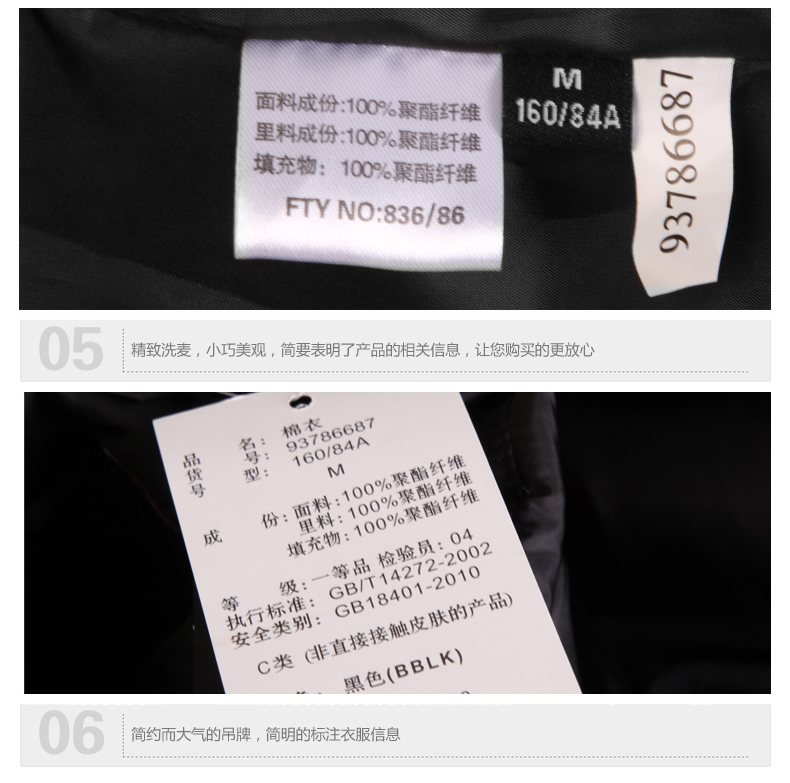 面料成份:100%聚酯纤维
里料成份:100%聚酯纤维
填充物: 100%聚酯纤维
FTY NO:836/86
M
160/84A
93786687
05
精致洗麦，小巧美观，简要表明了产品的相关信息，让您购买的更放心
品 名: 棉衣
货 号: 93786687
号 型: 160/84A
M
成 份: 面料:100%聚酯纤维
里料:100%聚酯纤维
填充物:100%聚酯纤维
等 级:一等品 检验员:04
执行标准: GB/T14272-2002
安全类别: GB18401-2010
C类 (非直接接触皮肤的产品)
黑色(BBLK)
06
简约而大气的吊牌，简明的标注衣服信息